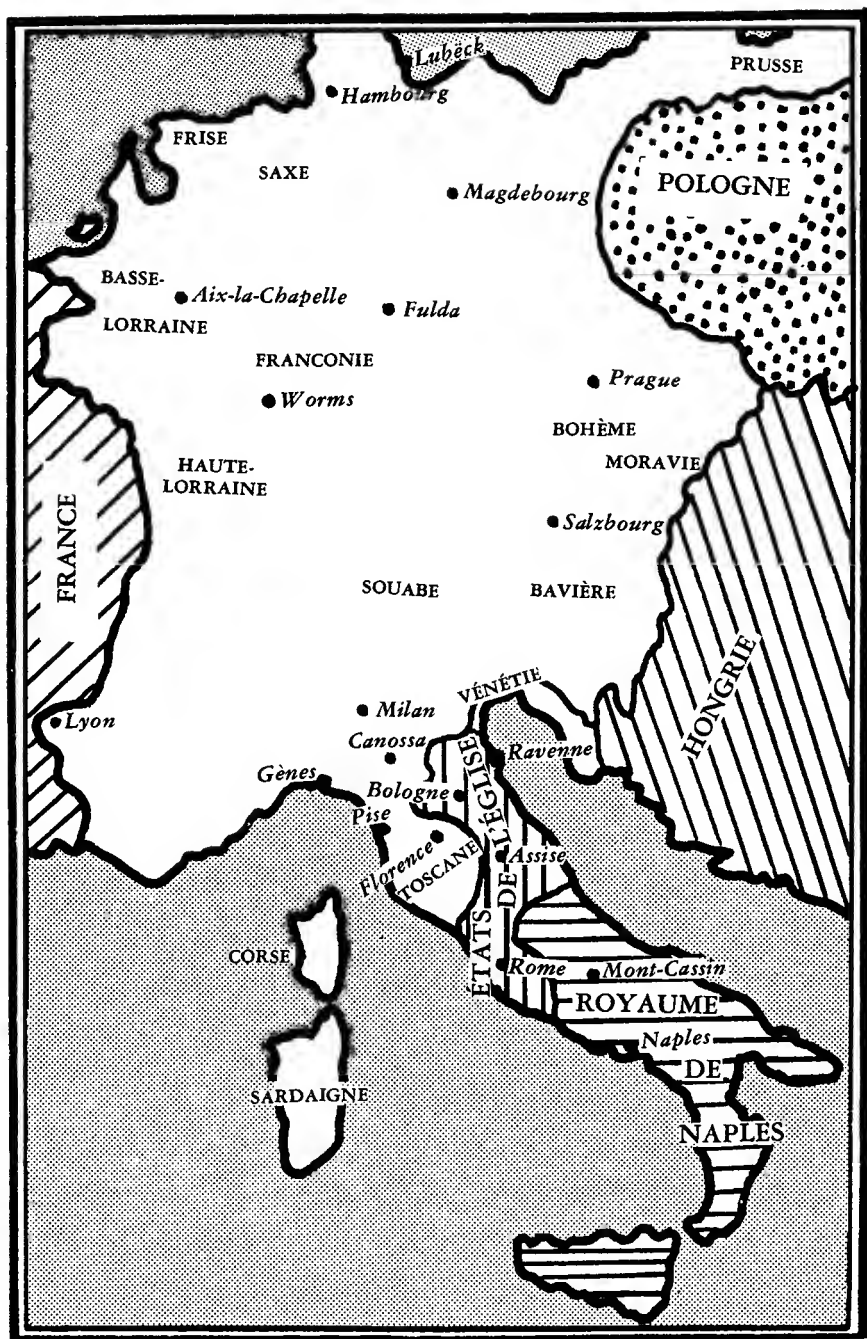 Lubeck
PRUSSE
Hambourg
FRISE
SAXE
Magdebourg
POLOGNE
BASSE-
LORRAINE
Aix-la-Chapelle
Fulda
FRANCONIE
Worms
Prague
BOHÈME
MORAVIE
HAUTE-
LORRAINE
Salzbourg
FRANCE
SOUABE
BAVIÈRE
VÉNÉTIE
HONGRIE
Lyon
Milan
Canossa
Ravenne
Gènes
Bologne
Pise
Florence
TOSCANE
ÉTATS
DE L'ÉGLISE
Assise
CORSE
Rome
Mont-Cassin
ROYAUME
Naples
DE
SARDAIGNE
NAPLES